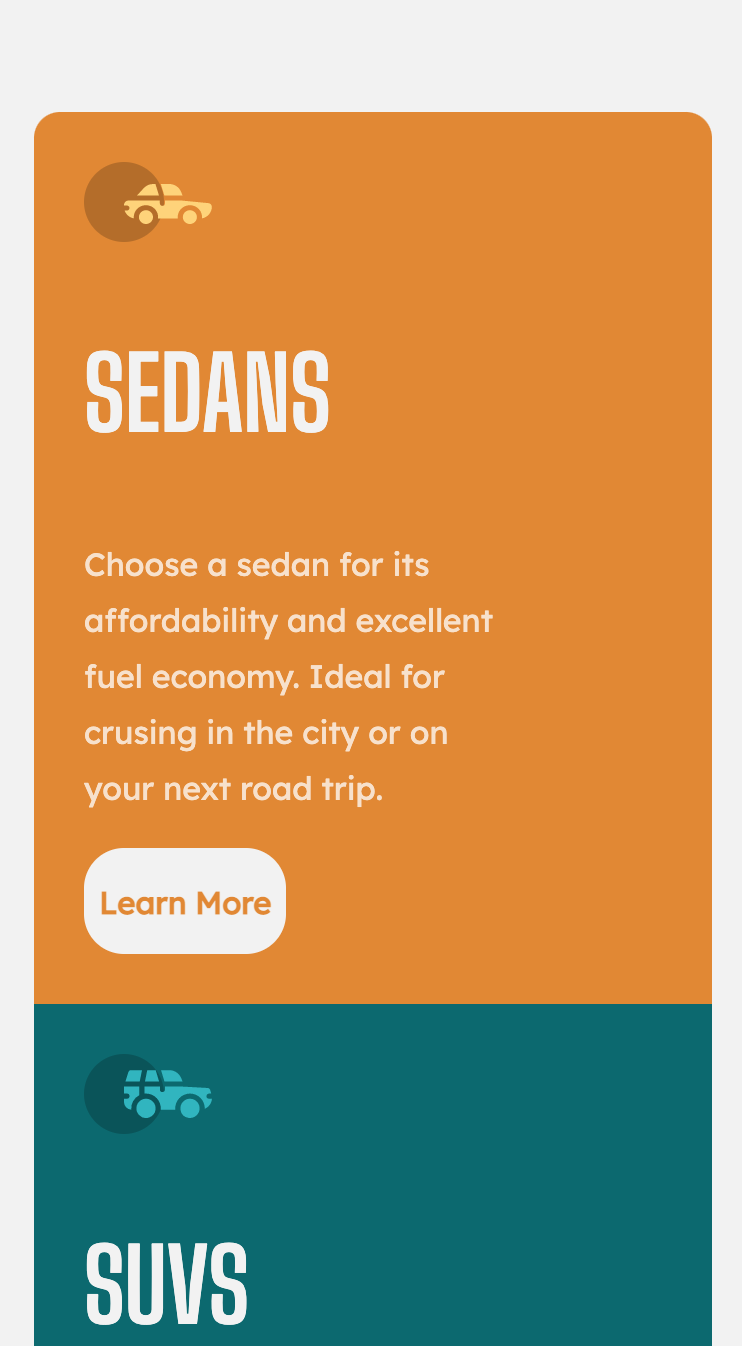 SEDANS
Choose a sedan for its
affordability and excellent
fuel economy. Ideal for
crusing in the city or on
your next road trip.
Learn More
SUVS